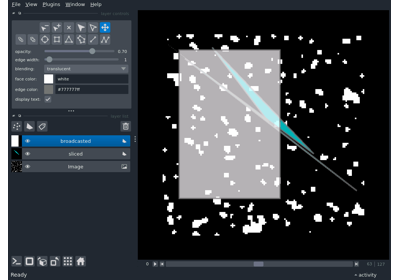 File View Plugins Window Help
opacity: 0.70
edge width: 1
blending: translucent
face color: white
edge color: #777777ff
display text:
broadcasted
sliced
image
0
Ready
activity